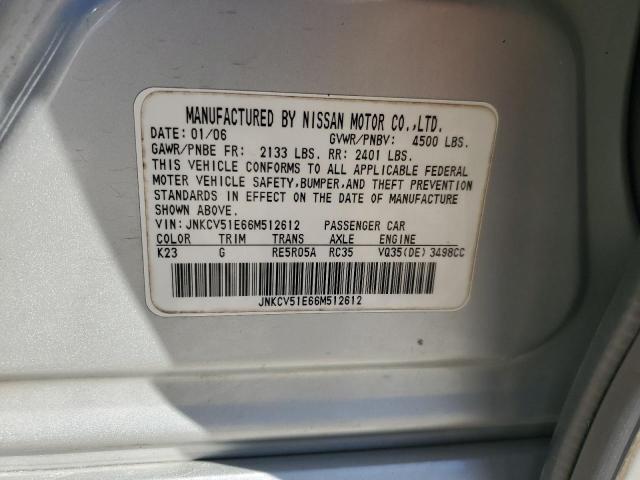 MANUFACTURED BY NISSAN MOTOR CO.,LTD.
DATE: 01/06 GVWR/PNBV: 4500 LBS.
GAWR/PNBE FR: 2133 LBS. RR: 2401 LBS.
THIS VEHICLE CONFORMS TO ALL APPLICABLE FEDERAL
MOTER VEHICLE SAFETY,BUMPER,AND THEFT PREVENTION
STANDARDS IN EFFECT ON THE DATE OF MANUFACTURE
SHOWN ABOVE.
VIN: JNKCV51E66M512612 PASSENGER CAR
COLOR TRIM TRANS AXLE ENGINE
K23 G RE5R05A RC35 VQ35(DE) 3498CC
JNKCV51E66M512612